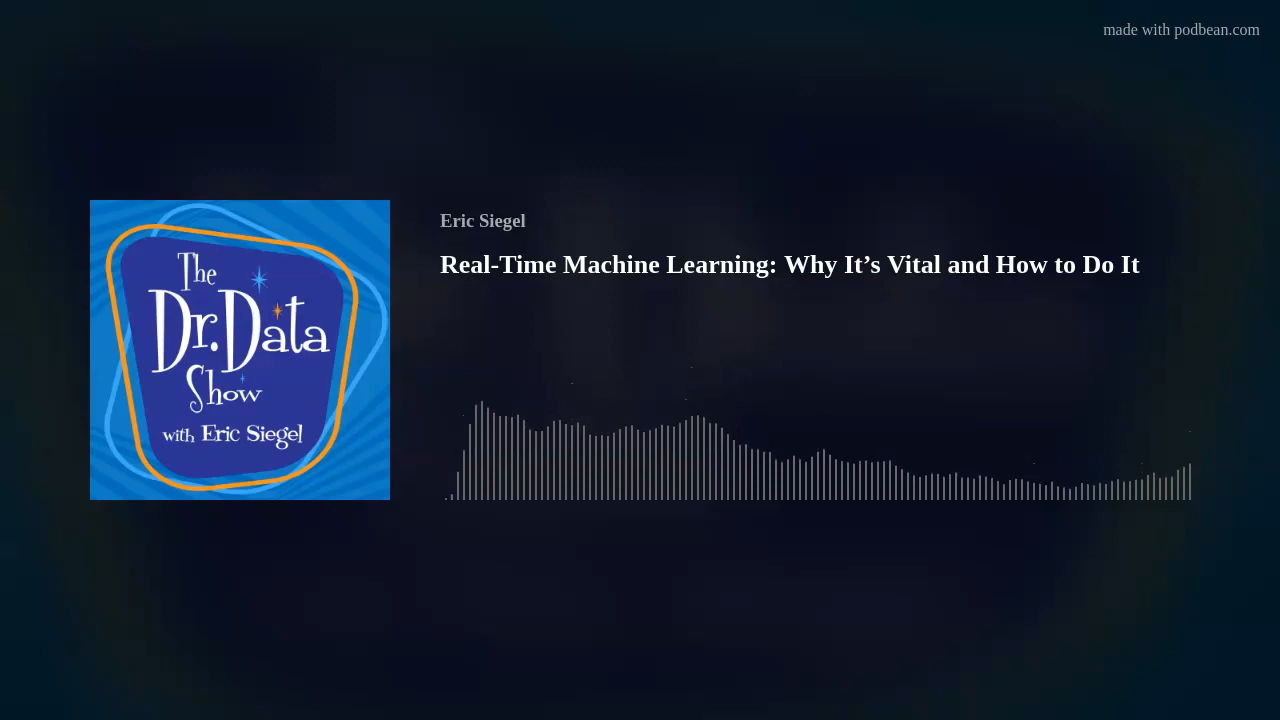 made with podbean.com
The
Dr. Data
Show
with Eric Siegel
Eric Siegel
Real-Time Machine Learning: Why It’s Vital and How to Do It